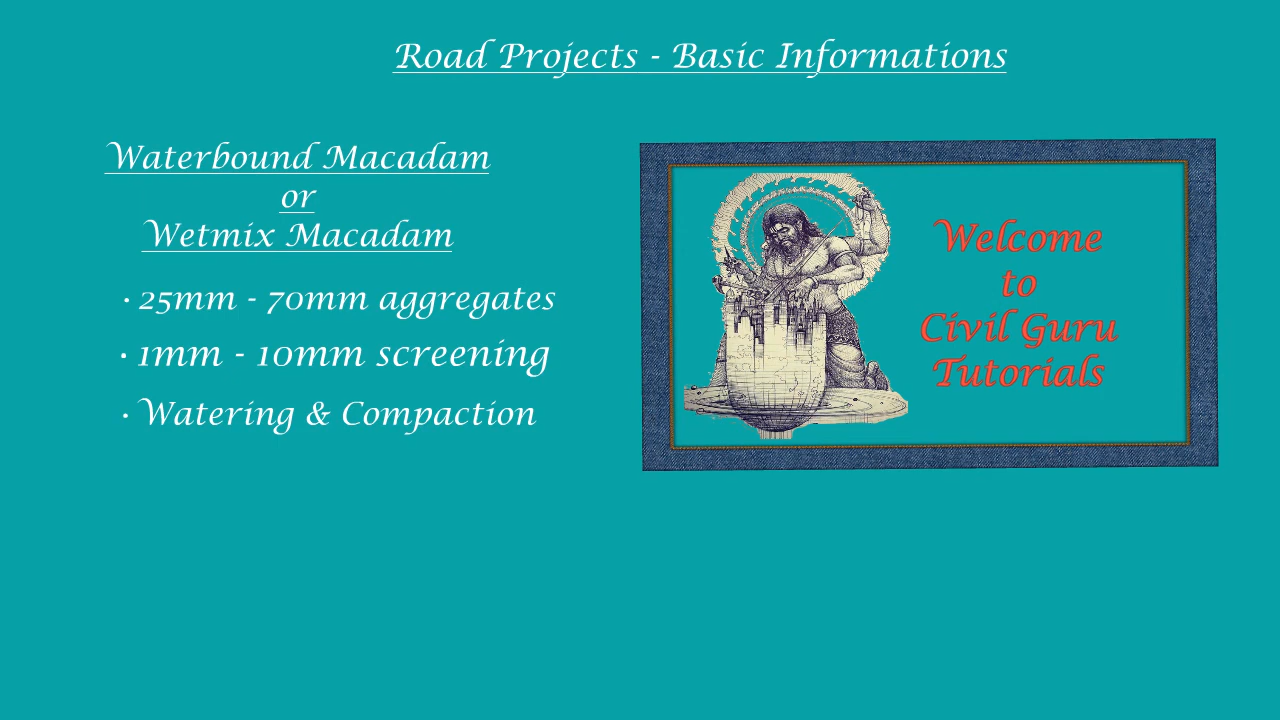 Road Projects - Basic Informations
Waterbound Macadam
or
Wetmix Macadam
· 25mm - 70mm aggregates
· 1mm - 10mm screening
· Watering & Compaction
Welcome
to
Civil Guru
Tutorials